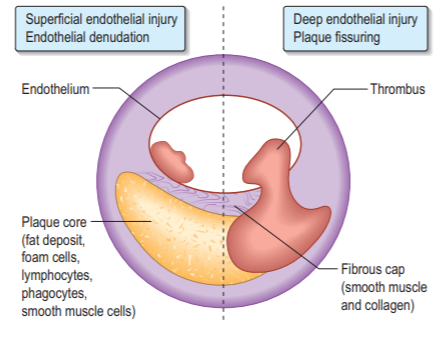 Superficial endothelial injury
Endothelial denudation
Deep endothelial injury
Plaque fissuring
Endothelium
Thrombus
Plaque core
(fat deposit,
foam cells,
lymphocytes,
phagocytes,
smooth muscle cells)
Fibrous cap
(smooth muscle
and collagen)